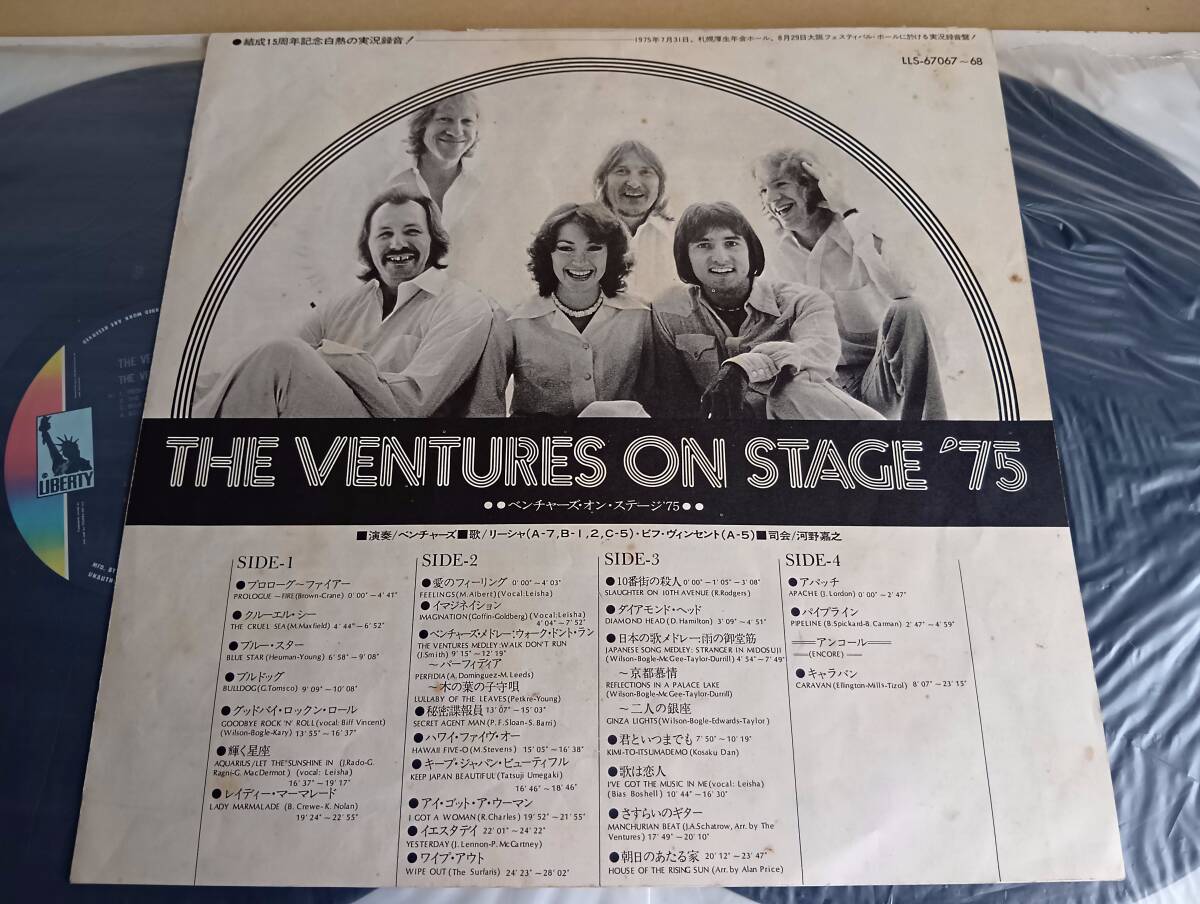 ●結成15周年記念白熱の実況録音!
1975年7月31日、札幌厚生年金ホール、8月29日大阪フェスティバル・ホールに於ける実況録音盤!
LLS-67067~68
THE VENTURES ON STAGE '75
●●ベンチャーズ・オン・ステージ'75●●
■演奏/ベンチャーズ■歌/リーシャ(A-7,B-1,2,C-5)・ビフ・ヴィンセント(A-5)■司会/河野嘉之
SIDE-1
●プロローグ~ファイアー
PROLOGUE ~FIRE(Brown-Crane) 0'00"~4'41"
●クルーエル・シー
THE CRUEL SEA(M.Maxfield) 4'44"~6'52"
●ブルー・スター
BLUE STAR (Heuman-Young) 6'58"~9'08"
●ブルドッグ
BULLDOG(G.Tomsco) 9'09"~10'08"
●グッドバイ・ロックン・ロール
GOODBYE ROCK 'N' ROLL(vocal: Biff Vincent)
(Wilson-Bogle-Kary) 13'55"~16'37"
●輝く星座
AQUARIUS/LET THE"SUNSHINE IN (J.Rado-G.
Ragni-G. MacDermot) (vocal: Leisha)
16'37"~19'17"
●レイディー・マーマレード
LADY MARMALADE (B. Crewe-K. Nolan)
19'24"~22'55"
SIDE-2
●愛のフィーリング 0'00"~4'03"
FEELINGS(M.Albert)(Vocal:Leisha)
●イマジネイション
IMAGINATION(Goffin-Goldberg) (Vocal:Leisha)
4'04"~7'52"
●ベンチャーズ・メドレー:ウォーク・ドント・ラン
THE VENTURES MEDLEY:WALK DON'T RUN
(J.Smith) 9'15"~12'19"
~パーフィディア
PERFIDIA (A.Dominguez-M.Leeds)
~木の葉の子守唄
LULLABY OF THE LEAVES(Petkre-Young)
●秘密諜報員 13'07"~15'03"
SECRET AGENT MAN (P.F.Sloan-S.Barri)
●ハワイ・ファイヴ・オー
HAWAII FIVE-O (M.Stevens) 15'05"~16'38"
●キープ・ジャパン・ビューティフル
KEEP JAPAN BEAUTIFUL (Tatsuji Umegaki)
16'46"~18'46"
●アイ・ゴット・ア・ウーマン
I GOT A WOMAN(R.Charles) 19'52"~21'55"
●イエスタデイ 22'01"~24'22"
YESTERDAY(J.Lennon-P.McCartney)
●ワイプ・アウト
WIPE OUT (The Surfaris) 24'23"~28'02"
SIDE-3
●10番街の殺人 0'00"~1'05"~3'08"
SLAUGHTER ON 10TH AVENUE (R.Rodgers)
●ダイアモンド・ヘッド
DIAMOND HEAD (D.Hamilton) 3'09"~4'51"
●日本の歌メドレー:雨の御堂筋
JAPANESE SONG MEDLEY: STRANGER IN MIDOSUJI
(Wilson-Bogle-McGee-Taylor-Durrill) 4'54"~7'49"
~京都慕情
REFLECTIONS IN A PALACE LAKE
(Wilson-Bogle-McGee-Taylor-Durrill)
~二人の銀座
GINZA LIGHTS(Wilson-Bogle-Edwards-Taylor)
●君といつまでも 7'50"~10'19"
KIMI-TO-ITSUMADEMO (Kosaku Dan)
●歌は恋人
I'VE GOT THE MUSIC IN ME(vocal: Leisha)
(Bias Boshell) 10'44"~16'30"
●さすらいのギター
MANCHURIAN BEAT (J.A.Schatrow, Arr. by The
Ventures) 17'49"~20'10"
●朝日のあたる家 20'12"~23'47"
HOUSE OF THE RISING SUN (Arr. by Alan Price)
SIDE-4
●アパッチ
APACHE (J. Lordon) 0'00"~2'47"
●パイプライン
PIPELINE (B.Spickard-B.Carman) 2'47"~4'59"
アンコール
(ENCORE)
●キャラバン
CARAVAN (Ellington-Mills-Tizol) 8'07"~23'15"
LIBERTY